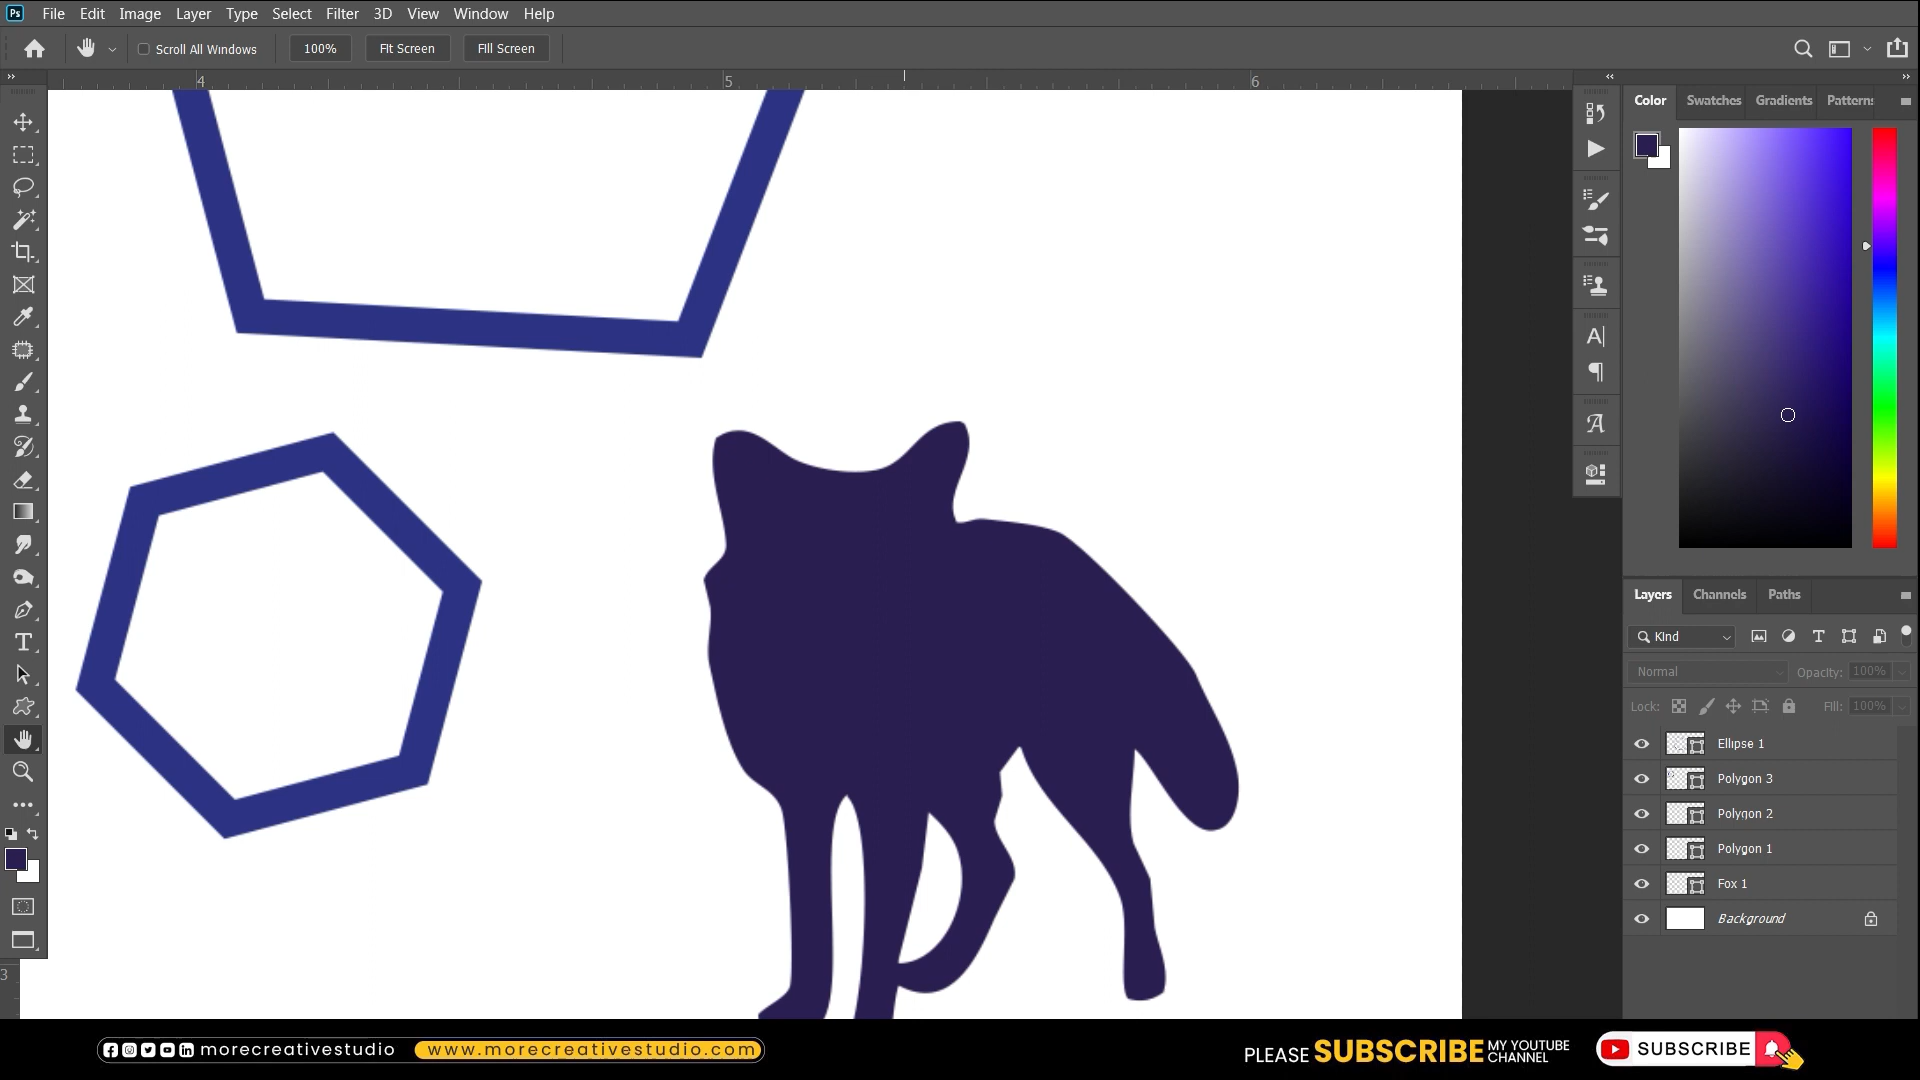 Ps File Edit Image Layer Type Select Filter 3D View Window Help
Scroll All Windows 100% Fit Screen Fill Screen
4 5 6
Color Swatches Gradients Patterns
Layers Channels Paths
Kind
Normal Opacity: 100%
Lock: Fill: 100%
Ellipse 1
Polygon 3
Polygon 2
Polygon 1
Fox 1
Background
3
morecreativestudio www.morecreativestudio.com
PLEASE SUBSCRIBE MY YOUTUBE CHANNEL
SUBSCRIBE